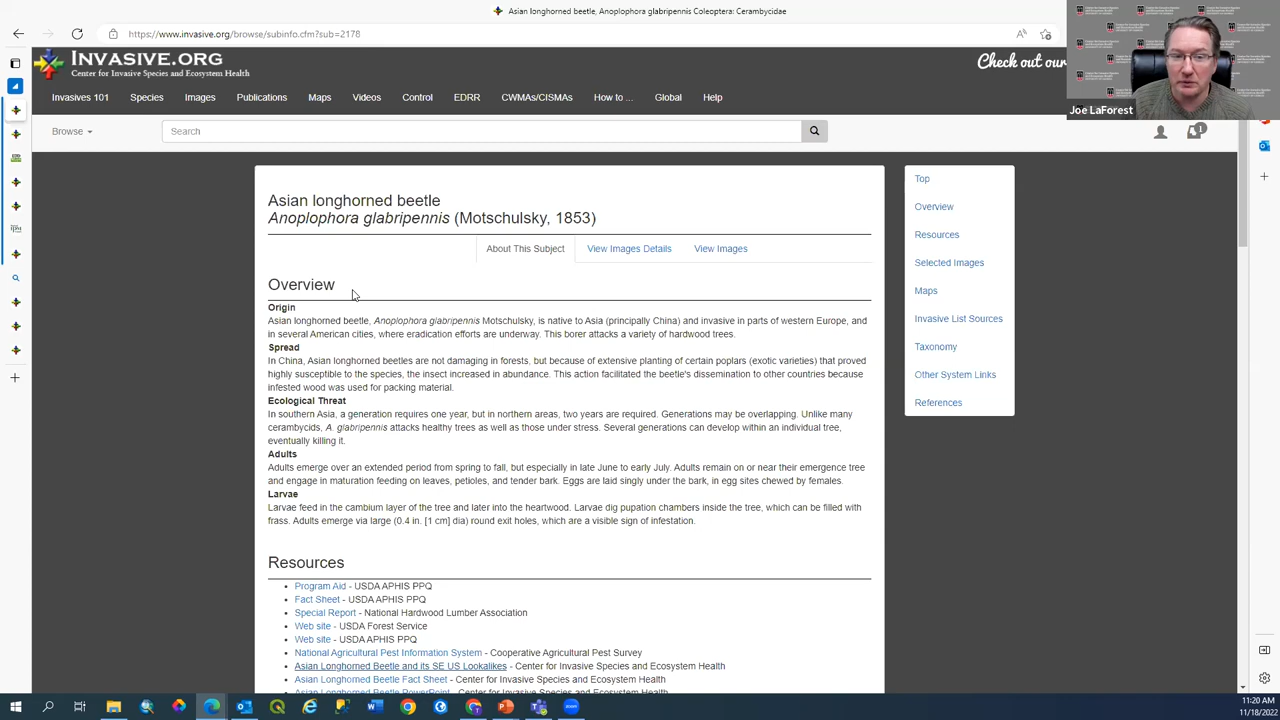 Asian longhorned beetle, Anoplophora glabripennis Coleoptera: Cerambycidae
https://www.invasive.org/browse/subinfo.cfm?sub=2178
INVASIVE.ORG
Center for Invasive Species and Ecosystem Health
Check out our
Joe LaForest
Invasives 101 Species Images Publications Maps Videos Control EDRR CWMAs/CISMAs How to ... Global Help
Browse
Search
1
Asian longhorned beetle
Anoplophora glabripennis (Motschulsky, 1853)
About This Subject View Images Details View Images
Overview
Origin
Asian longhorned beetle, Anoplophora glabripennis Motschulsky, is native to Asia (principally China) and invasive in parts of western Europe, and
in several American cities, where eradication efforts are underway. This borer attacks a variety of hardwood trees.
Spread
In China, Asian longhorned beetles are not damaging in forests, but because of extensive planting of certain poplars (exotic varieties) that proved
highly susceptible to the species, the insect increased in abundance. This action facilitated the beetle's dissemination to other countries because
infested wood was used for packing material.
Ecological Threat
In southern Asia, a generation requires one year, but in northern areas, two years are required. Generations may be overlapping. Unlike many
cerambycids, A. glabripennis attacks healthy trees as well as those under stress. Several generations can develop within an individual tree,
eventually killing it.
Adults
Adults emerge over an extended period from spring to fall, but especially in late June to early July. Adults remain on or near their emergence tree
and engage in maturation feeding on leaves, petioles, and tender bark. Eggs are laid singly under the bark, in egg sites chewed by females.
Larvae
Larvae feed in the cambium layer of the tree and later into the heartwood. Larvae dig pupation chambers inside the tree, which can be filled with
frass. Adults emerge via large (0.4 in. [1 cm] dia) round exit holes, which are a visible sign of infestation.
Resources
Program Aid - USDA APHIS PPQ
Fact Sheet - USDA APHIS PPQ
Special Report - National Hardwood Lumber Association
Web site - USDA Forest Service
Web site - USDA APHIS PPQ
National Agricultural Pest Information System - Cooperative Agricultural Pest Survey
Asian Longhorned Beetle and its SE US Lookalikes - Center for Invasive Species and Ecosystem Health
Asian Longhorned Beetle Fact Sheet - Center for Invasive Species and Ecosystem Health
Asian Longhorned Beetle PowerPoint - Center for Invasive Species and Ecosystem Health
Top
Overview
Resources
Selected Images
Maps
Invasive List Sources
Taxonomy
Other System Links
References
11:20 AM
11/18/2022